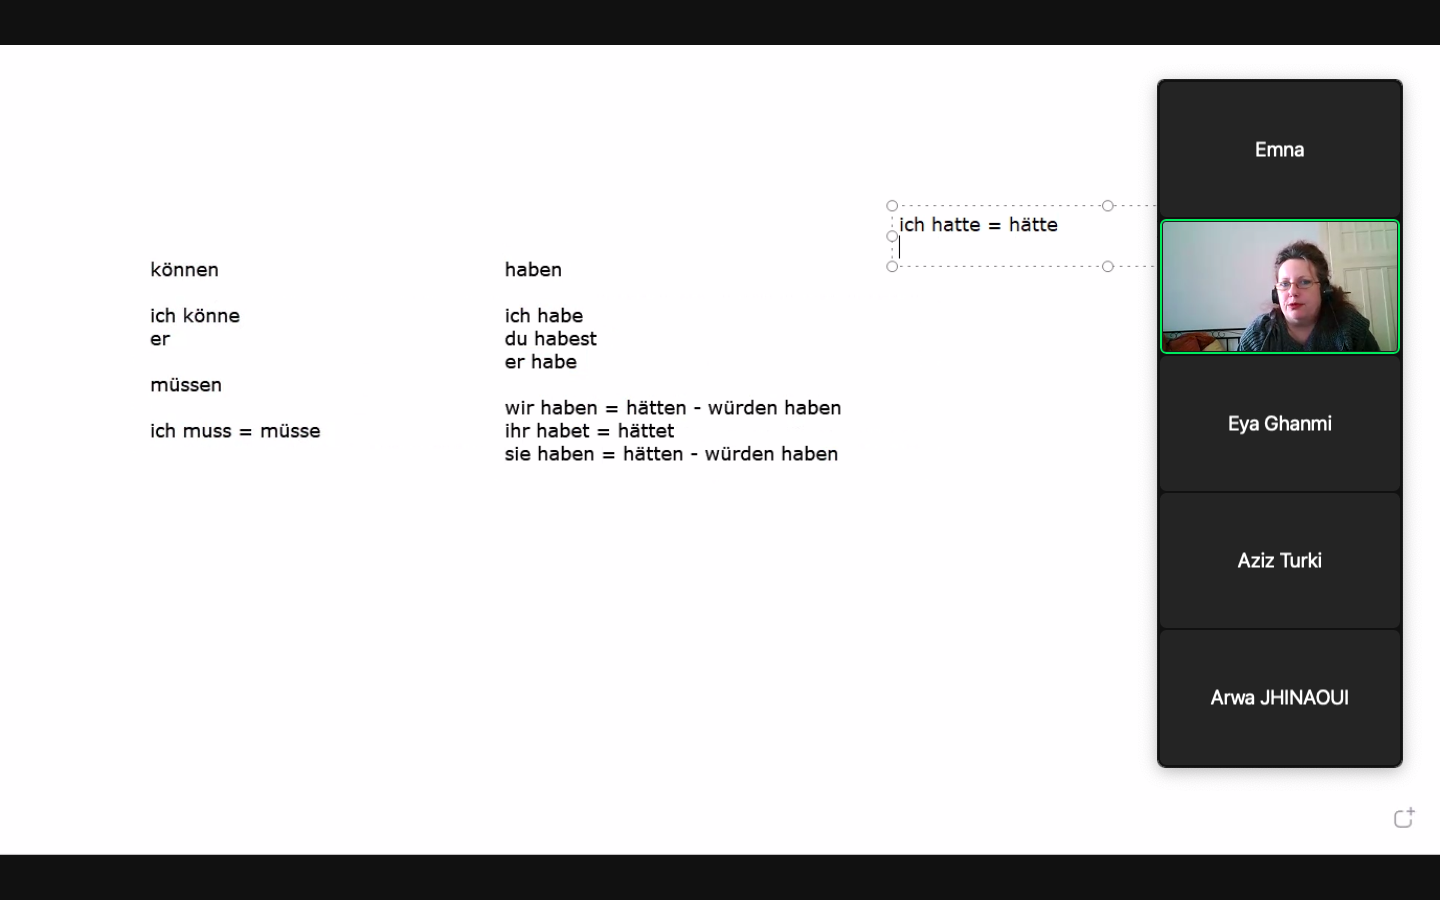 können
ich könne
er
müssen
ich muss = müsse
haben
ich habe
du habest
er habe
wir haben = hätten - würden haben
ihr habet = hättet
sie haben = hätten - würden haben
ich hatte = hätte
Emna
Eya Ghanmi
Aziz Turki
Arwa JHINAOUI